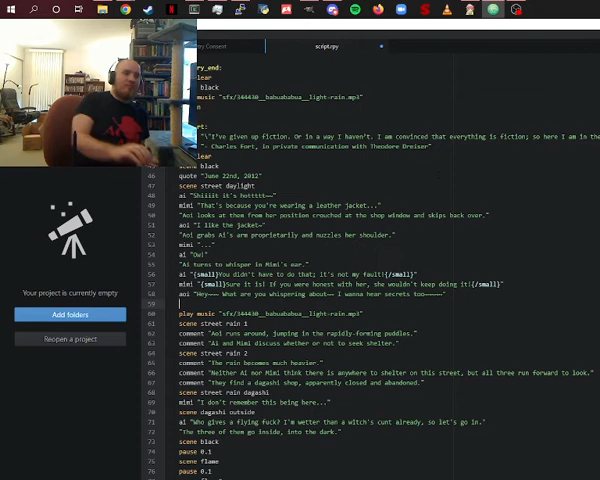 ry Consent
script.rpy
ry_end:
lear
black
music "sfx/344430__babuababua__light-rain.mp3"
n
rt:
"\"I've given up fiction. Or in a way I haven't. I am convinced that everything is fiction; so here I am in the
"- Charles Fort, in private communication with Theodore Dreiser"
lear
scene black
46 quote "June 22nd, 2012"
47 scene street daylight
48 ai "Shiiiit it's hotttt——"
49 mimi "That's because you're wearing a leather jacket..."
50 "Aoi looks at them from her position crouched at the shop window and skips back over."
51 aoi "I like the jacket~"
52 "Aoi grabs Ai's arm proprietarily and nuzzles her shoulder."
53 mimi "..."
54 ai "Ow!"
55 "Ai turns to whisper in Mimi's ear."
56 ai "{small}You didn't have to do that; it's not my fault!{/small}"
57 mimi "{small}Sure it is! If you were honest with her, she wouldn't keep doing it!{/small}"
58 aoi "Hey—— What are you whispering about—— I wanna hear secrets too————"
59
60 play music "sfx/344430__babuababua__light-rain.mp3"
61 scene street rain 1
62 comment "Aoi runs around, jumping in the rapidly-forming puddles."
63 comment "Ai and Mimi discuss whether or not to seek shelter."
64 scene street rain 2
65 comment "The rain becomes much heavier."
66 comment "Neither Ai nor Mimi think there is anywhere to shelter on this street, but all three run forward to look."
67 comment "They find a dagashi shop, apparently closed and abandoned."
68 scene street rain dagashi
69 mimi "I don't remember this being here..."
70 scene dagashi outside
71 ai "Who gives a flying fuck? I'm wetter than a witch's cunt already, so let's go in."
72 "The three of them go inside, into the dark."
73 scene black
74 pause 0.1
75 scene flame
76 pause 0.1
Your project is currently empty
Add folders
Reopen a project